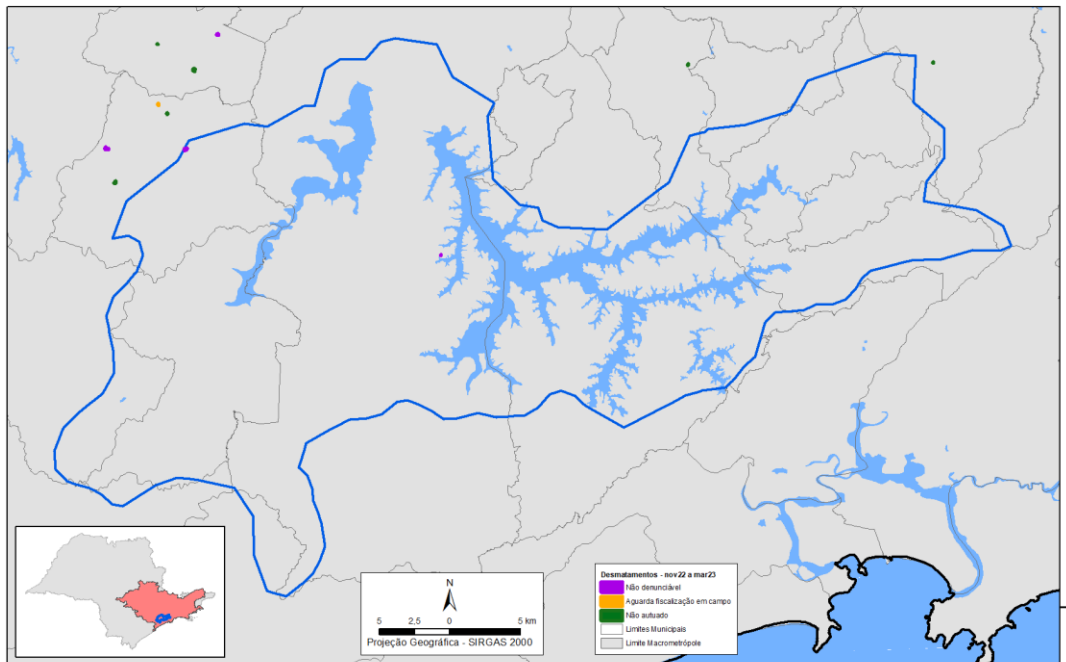 N
5 2,5 0 5 km
Projeção Geográfica - SIRGAS 2000
Desmatamentos - nov22 a mar23
Não denunciável
Aguarda fiscalização em campo
Não autuado
Limites Municipais
Limite Macrometrópole